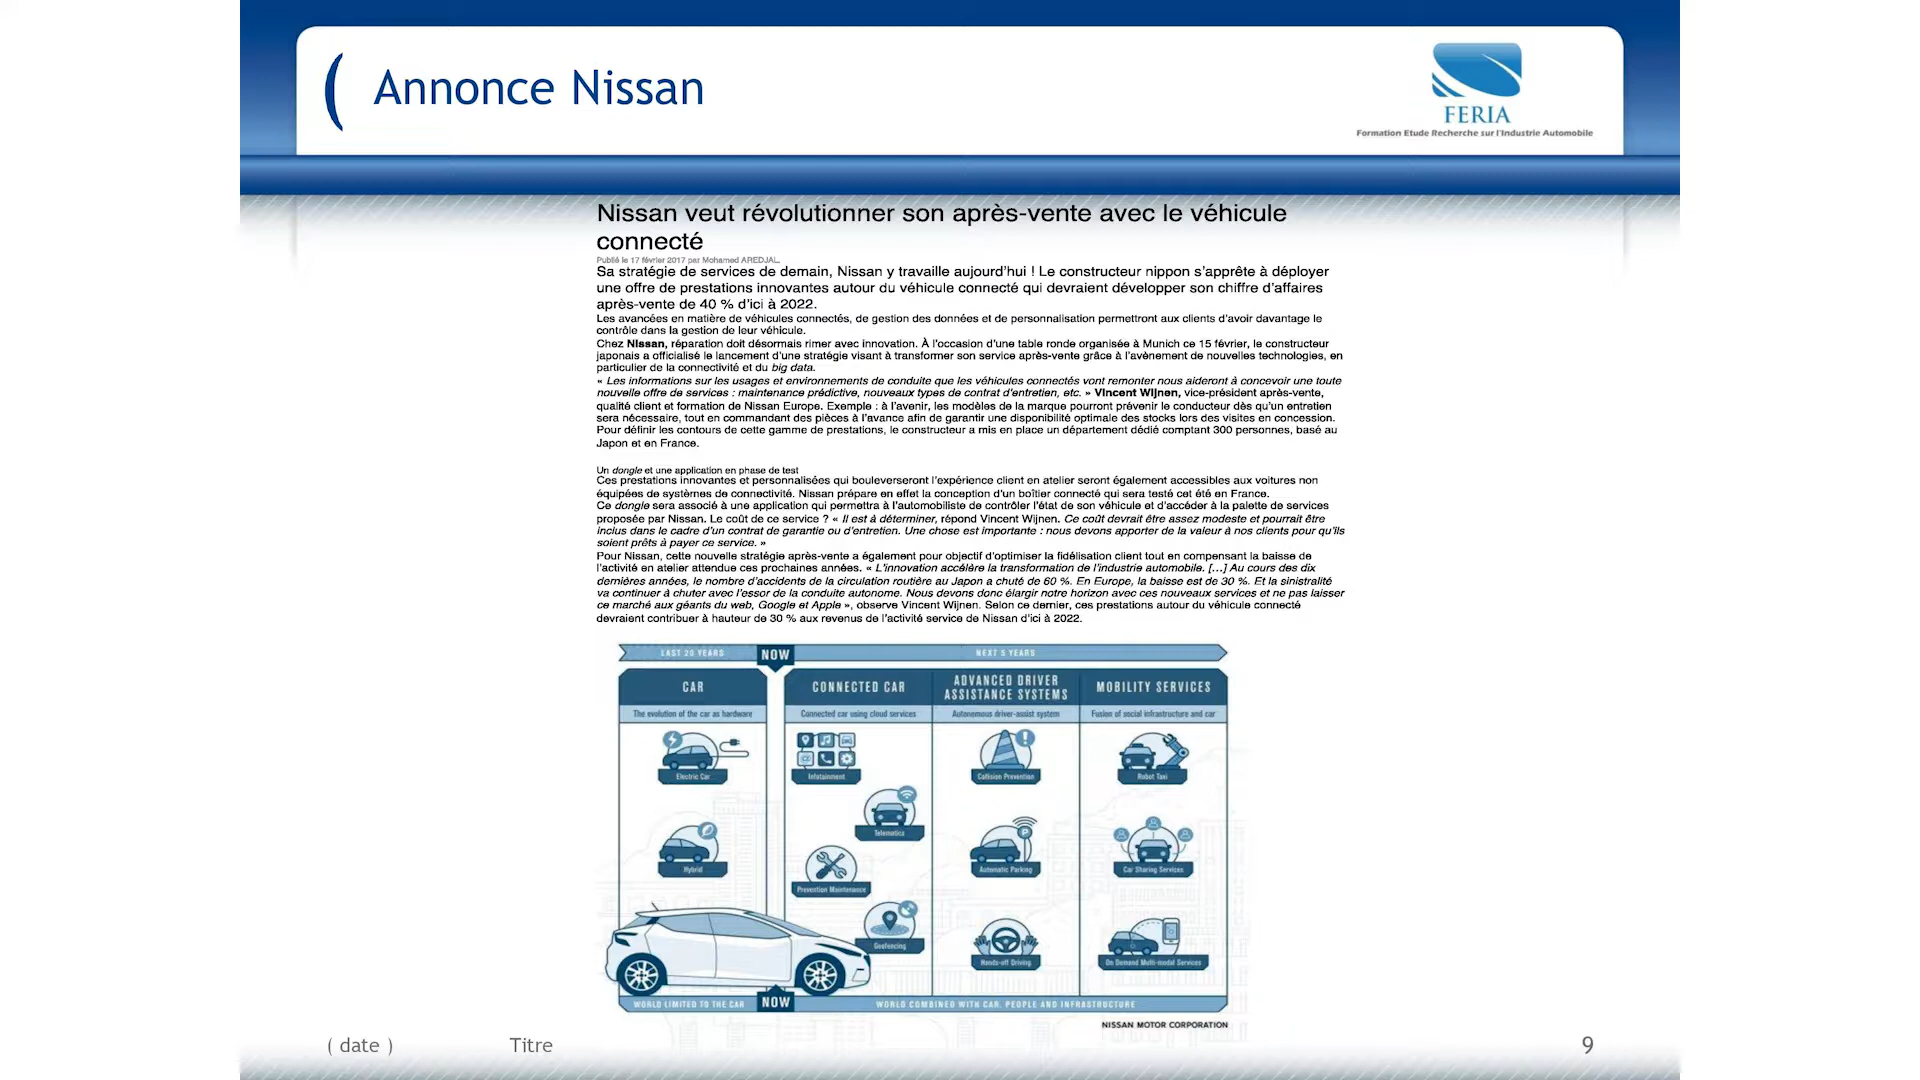 Annonce Nissan
FERIA
Formation Etude Recherche sur l'Industrie Automobile
Nissan veut révolutionner son après-vente avec le véhicule
connecté
Publié le 17 février 2017 par Mohamed AREDJAL.
Sa stratégie de services de demain, Nissan y travaille aujourd'hui ! Le constructeur nippon s'apprête à déployer
une offre de prestations innovantes autour du véhicule connecté qui devraient développer son chiffre d'affaires
après-vente de 40 % d'ici à 2022.
Les avancées en matière de véhicules connectés, de gestion des données et de personnalisation permettront aux clients d'avoir davantage le
contrôle dans la gestion de leur véhicule.
Chez Nissan, réparation doit désormais rimer avec innovation. À l'occasion d'une table ronde organisée à Munich ce 15 février, le constructeur
japonais a officialisé le lancement d'une stratégie visant à transformer son service après-vente grâce à l'avènement de nouvelles technologies, en
particulier de la connectivité et du big data.
« Les informations sur les usages et environnements de conduite que les véhicules connectés vont remonter nous aideront à concevoir une toute
nouvelle offre de services : maintenance prédictive, nouveaux types de contrat d'entretien, etc. » Vincent Wijnen, vice-président après-vente,
qualité client et formation de Nissan Europe. Exemple : à l'avenir, les modèles de la marque pourront prévenir le conducteur dès qu'un entretien
sera nécessaire, tout en commandant des pièces à l'avance afin de garantir une disponibilité optimale des stocks lors des visites en concession.
Pour définir les contours de cette gamme de prestations, le constructeur a mis en place un département dédié comptant 300 personnes, basé au
Japon et en France.
Un dongle et une application en phase de test
Ces prestations innovantes et personnalisées qui bouleverseront l'expérience client en atelier seront également accessibles aux voitures non
équipées de systèmes de connectivité. Nissan prépare en effet la conception d'un boîtier connecté qui sera testé cet été en France.
Ce dongle sera associé à une application qui permettra à l'automobiliste de contrôler l'état de son véhicule et d'accéder à la palette de services
proposée par Nissan. Le coût de ce service ? « Il est à déterminer, répond Vincent Wijnen. Ce coût devrait être assez modeste et pourrait être
inclus dans le cadre d'un contrat de garantie ou d'entretien. Une chose est importante : nous devons apporter de la valeur à nos clients pour qu'ils
soient prêts à payer ce service. »
Pour Nissan, cette nouvelle stratégie après-vente a également pour objectif d'optimiser la fidélisation client tout en compensant la baisse de
l'activité en atelier attendue ces prochaines années. « L'innovation accélère la transformation de l'industrie automobile. [...] Au cours des dix
dernières années, le nombre d'accidents de la circulation routière au Japon a chuté de 60 %. En Europe, la baisse est de 30 %. Et la sinistralité
va continuer à chuter avec l'essor de la conduite autonome. Nous devons donc élargir notre horizon avec ces nouveaux services et ne pas laisser
ce marché aux géants du web, Google et Apple », observe Vincent Wijnen. Selon ce dernier, ces prestations autour du véhicule connecté
devraient contribuer à hauteur de 30 % aux revenus de l'activité service de Nissan d'ici à 2022.
LAST 20 YEARS NOW NEXT 5 YEARS
CAR CONNECTED CAR ADVANCED DRIVER ASSISTANCE SYSTEMS MOBILITY SERVICES
The evolution of the car as hardware Connected car using cloud services Autonomous driver-assist system Fusion of social infrastructure and car
Electric Car Infotainment Collision Prevention Robot Taxi
Telematics
Hybrid Automatic Parking Car Sharing Services
Prevention Maintenance
Geofencing
Hands-off Driving On Demand Multi-modal Services
WORLD LIMITED TO THE CAR NOW WORLD COMBINED WITH CAR, PEOPLE AND INFRASTRUCTURE
NISSAN MOTOR CORPORATION
( date ) Titre 9